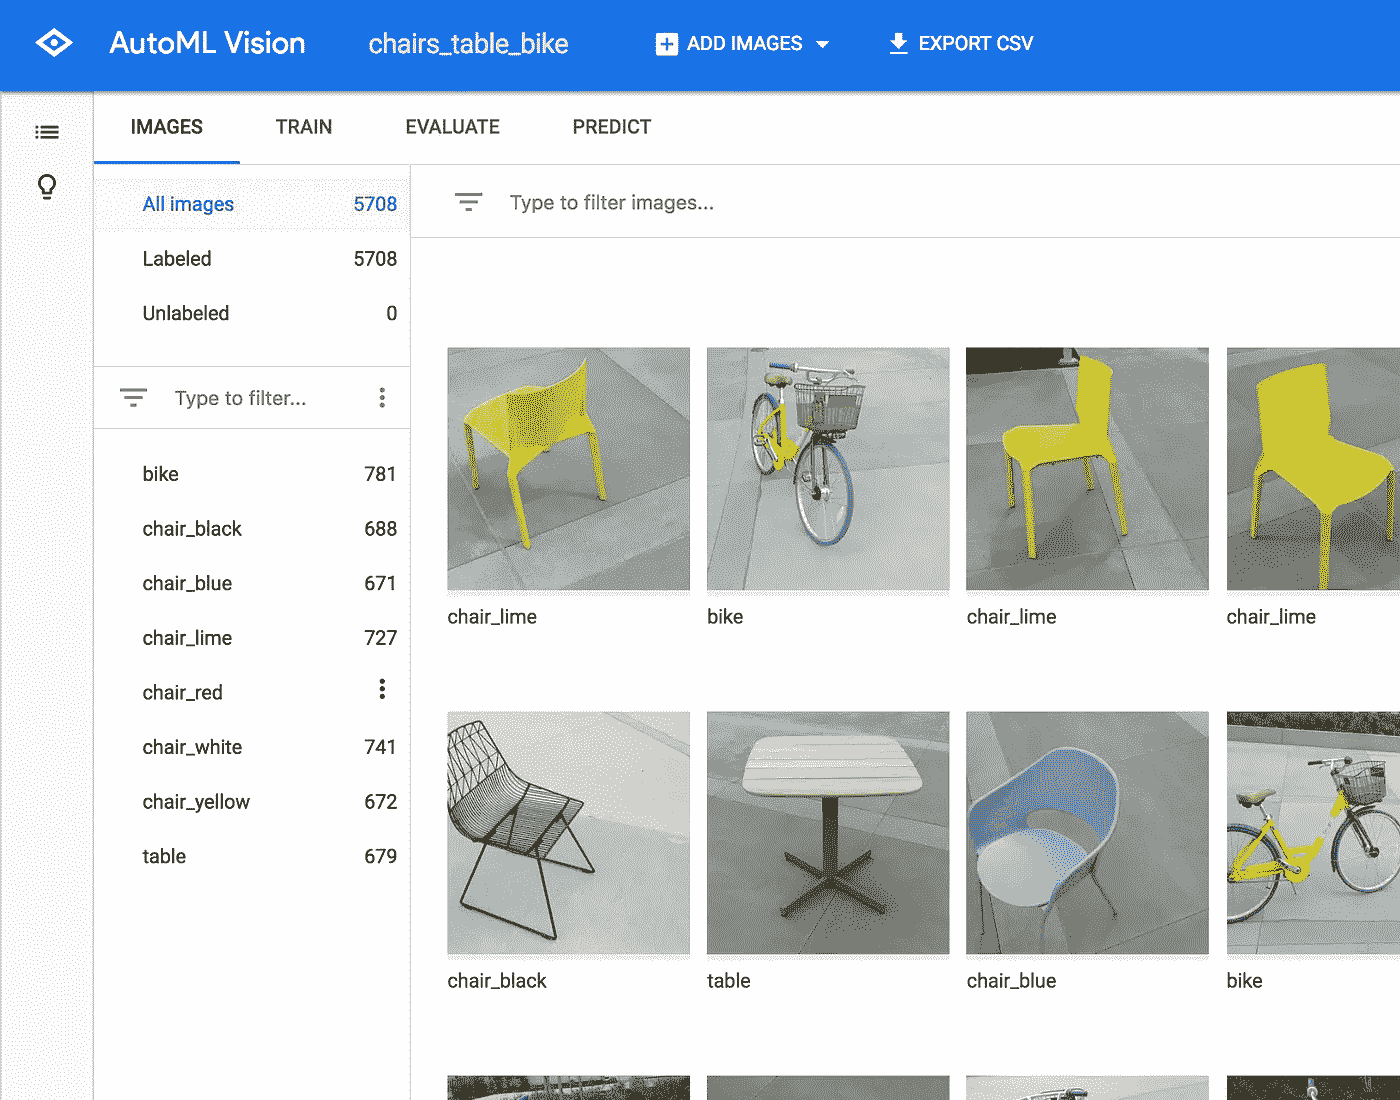 AutoML Vision chairs_table_bike ADD IMAGES EXPORT CSV
IMAGES TRAIN EVALUATE PREDICT
All images 5708
Type to filter images...
Labeled 5708
Unlabeled 0
Type to filter...
bike 781
chair_black 688
chair_blue 671
chair_lime 727
chair_red
chair_white 741
chair_yellow 672
table 679
chair_lime bike chair_lime chair_lime
chair_black table chair_blue bike